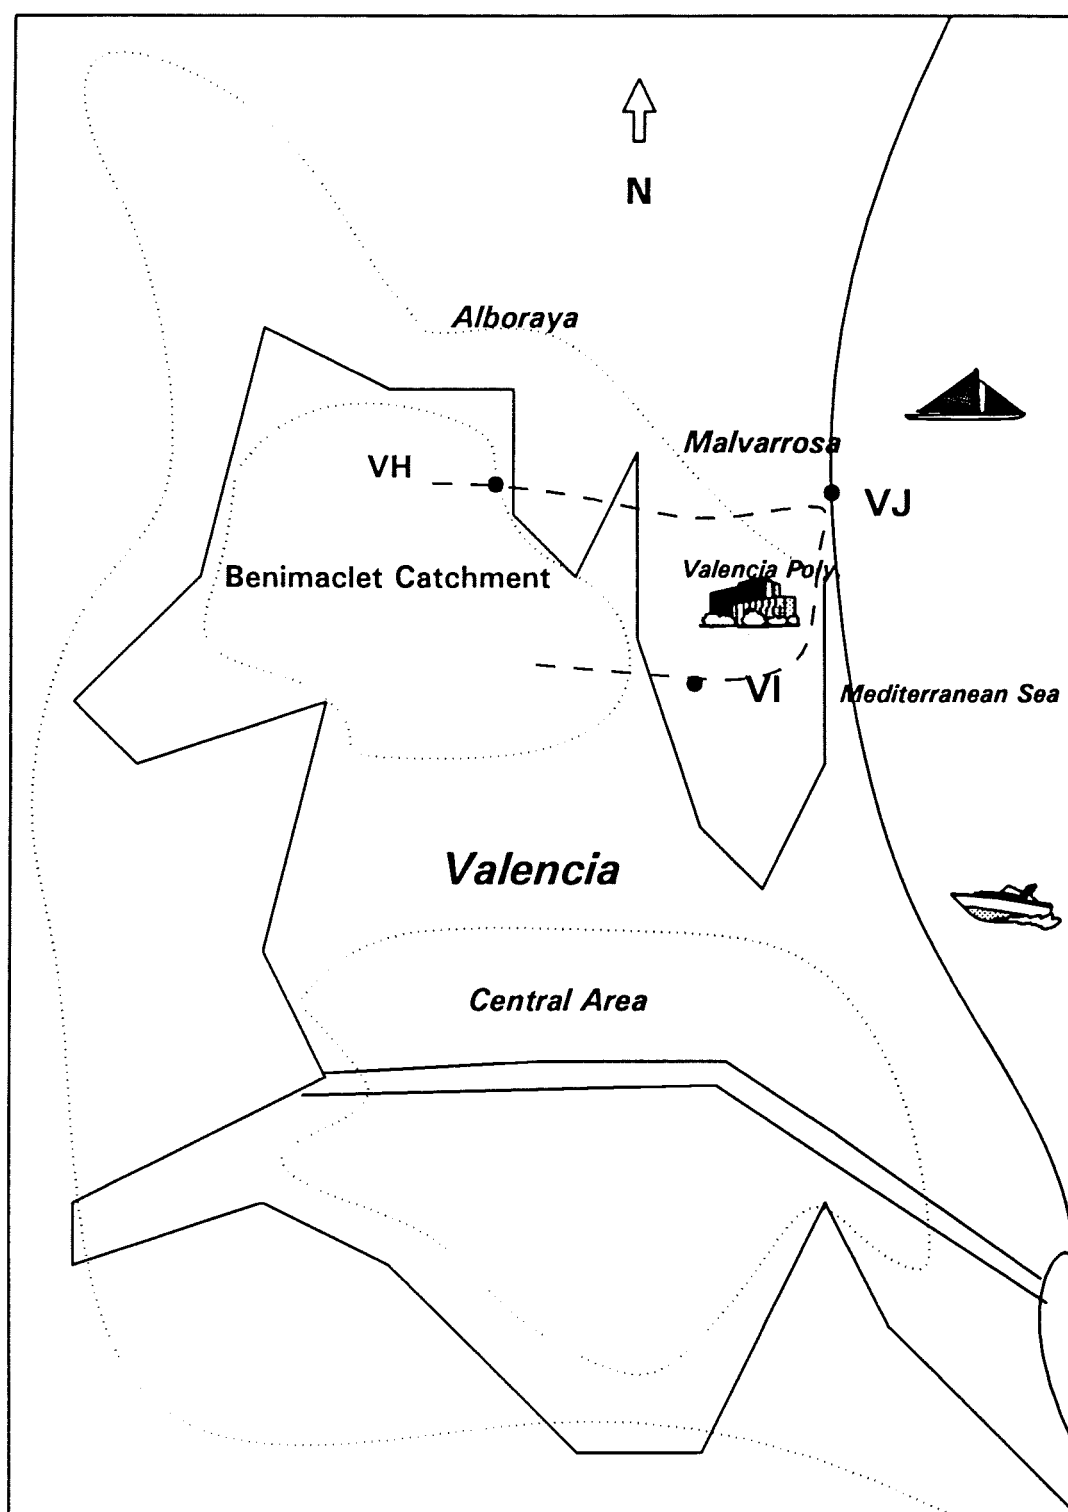 N
Alboraya
Malvarrosa
VH
VJ
Valencia Poly
Benimaclet Catchment
VI
Mediterranean Sea
Valencia
Central Area